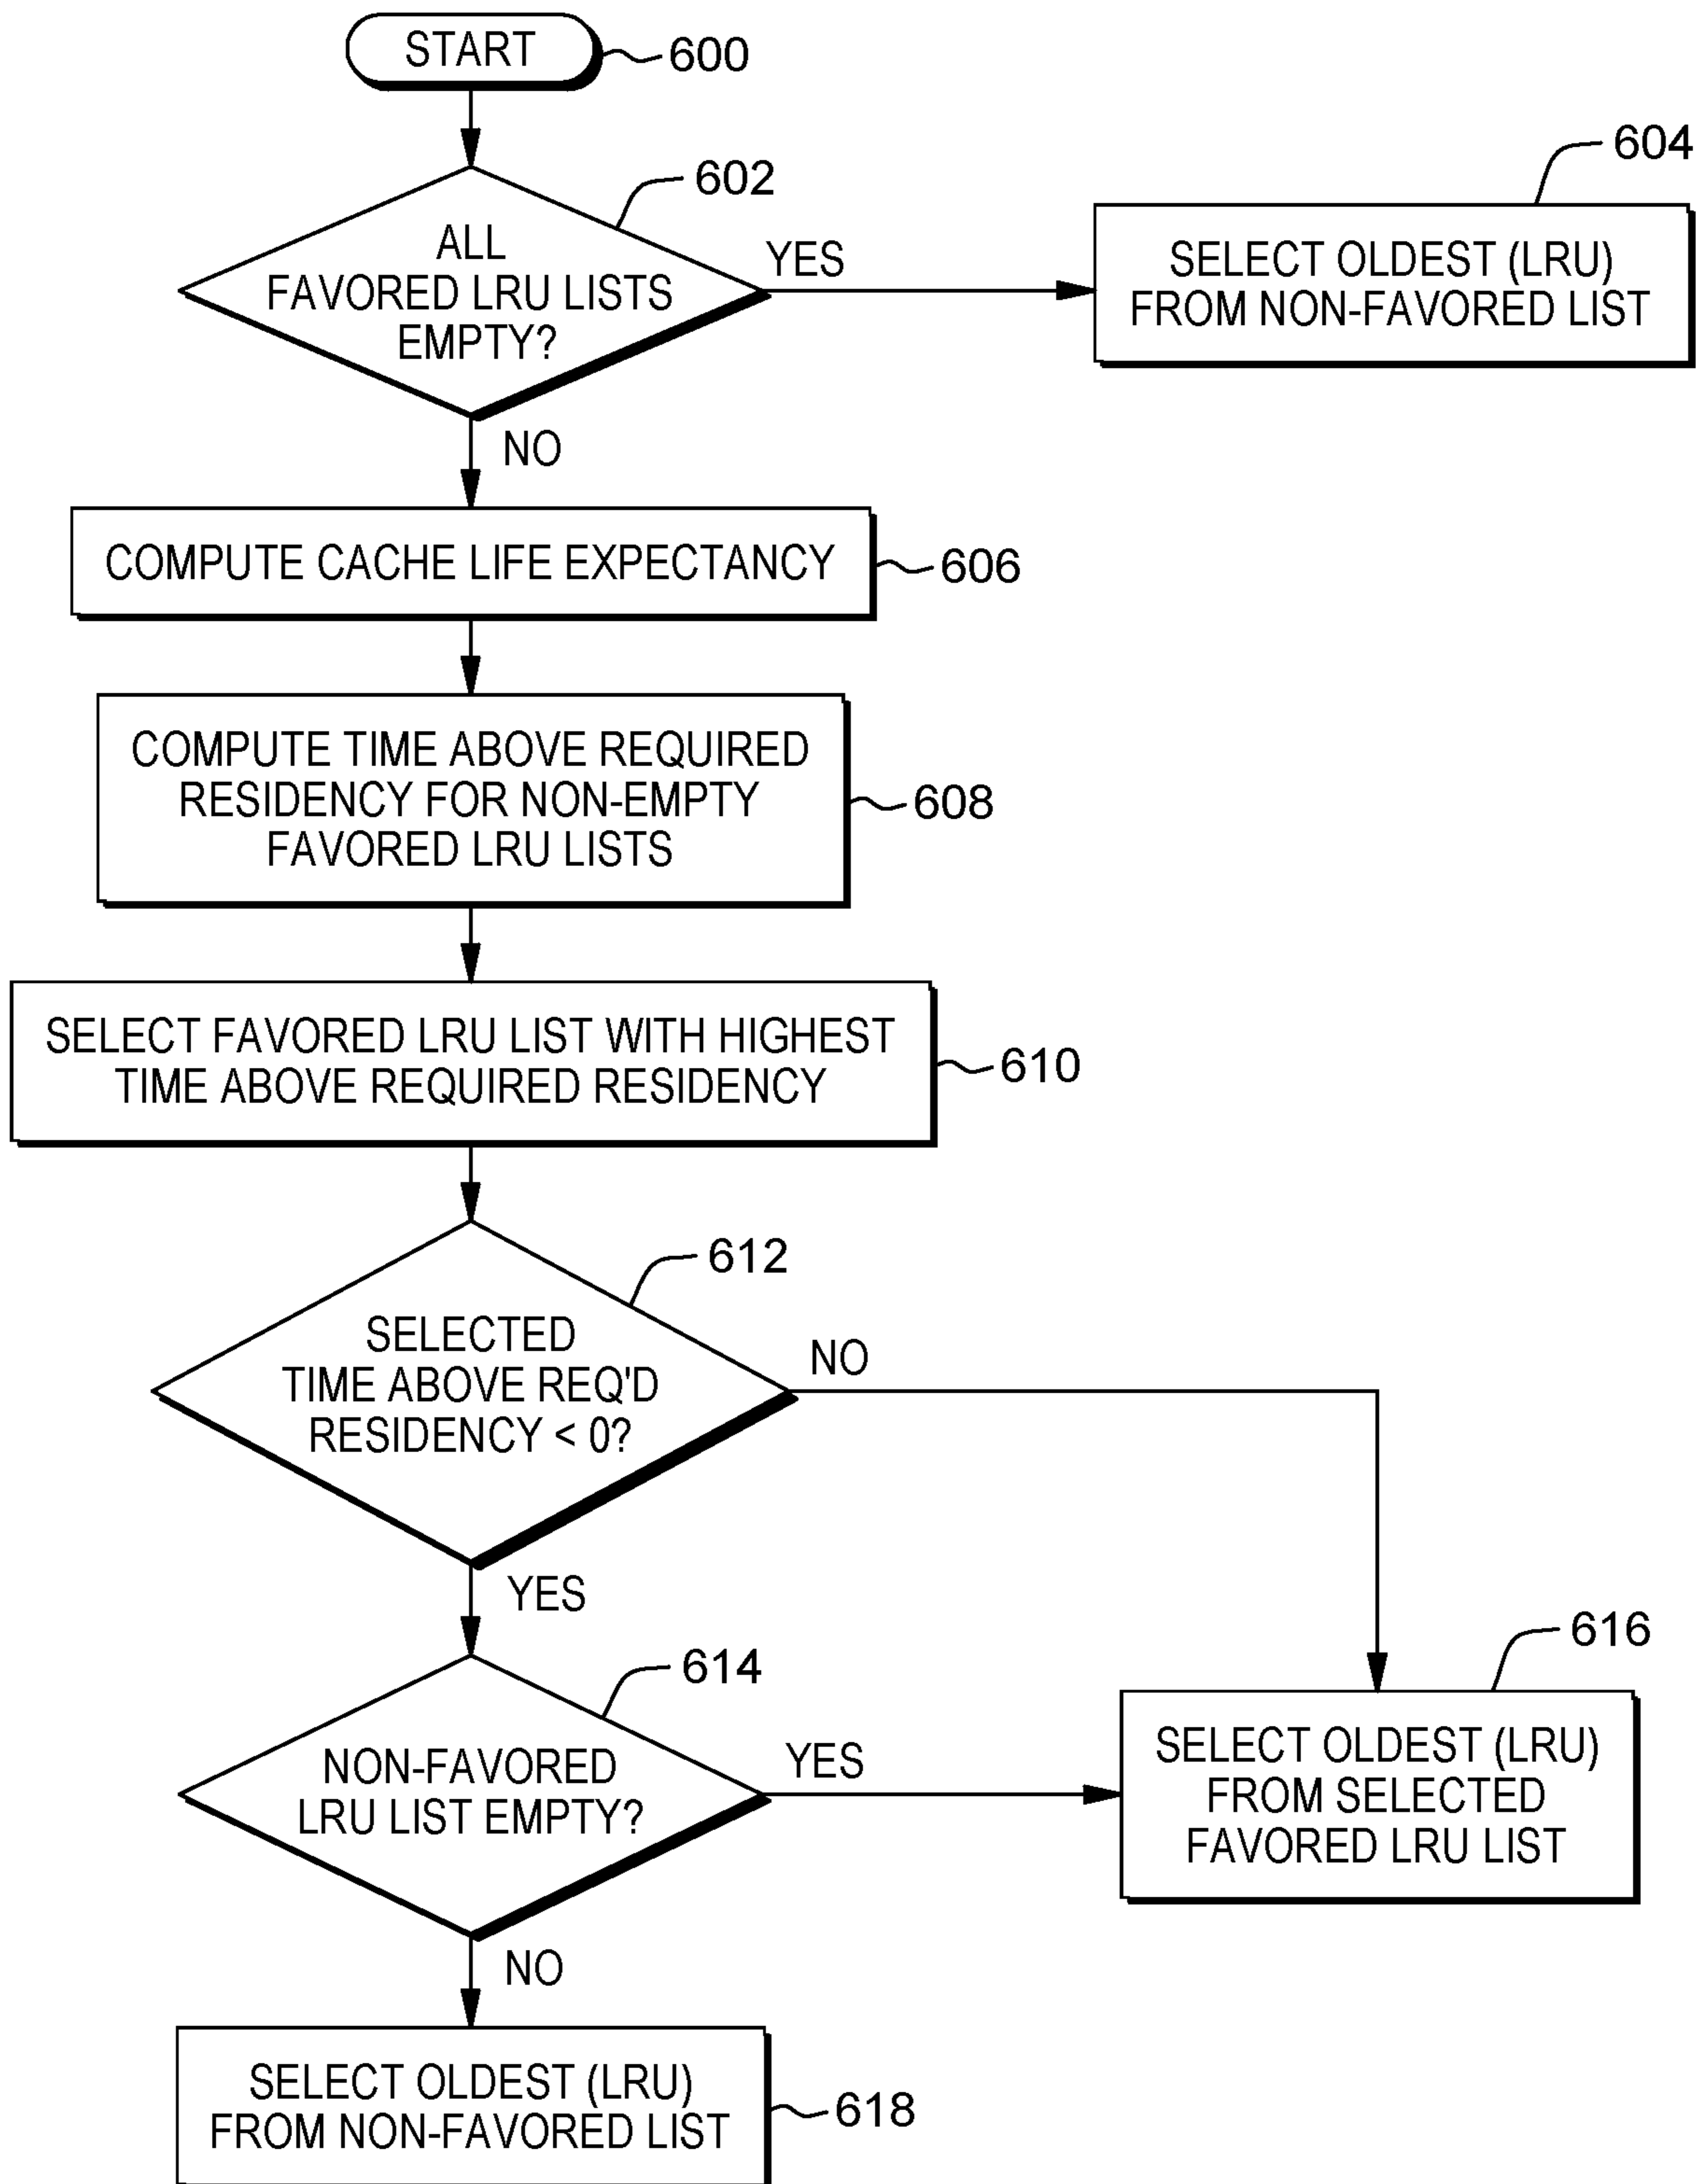 START
600
602
ALL
FAVORED LRU LISTS
EMPTY?
YES
604
SELECT OLDEST (LRU)
FROM NON-FAVORED LIST
NO
COMPUTE CACHE LIFE EXPECTANCY
606
COMPUTE TIME ABOVE REQUIRED
RESIDENCY FOR NON-EMPTY
FAVORED LRU LISTS
608
SELECT FAVORED LRU LIST WITH HIGHEST
TIME ABOVE REQUIRED RESIDENCY
610
612
SELECTED
TIME ABOVE REQ'D
RESIDENCY < 0?
NO
YES
614
NON-FAVORED
LRU LIST EMPTY?
YES
616
SELECT OLDEST (LRU)
FROM SELECTED
FAVORED LRU LIST
NO
SELECT OLDEST (LRU)
FROM NON-FAVORED LIST
618